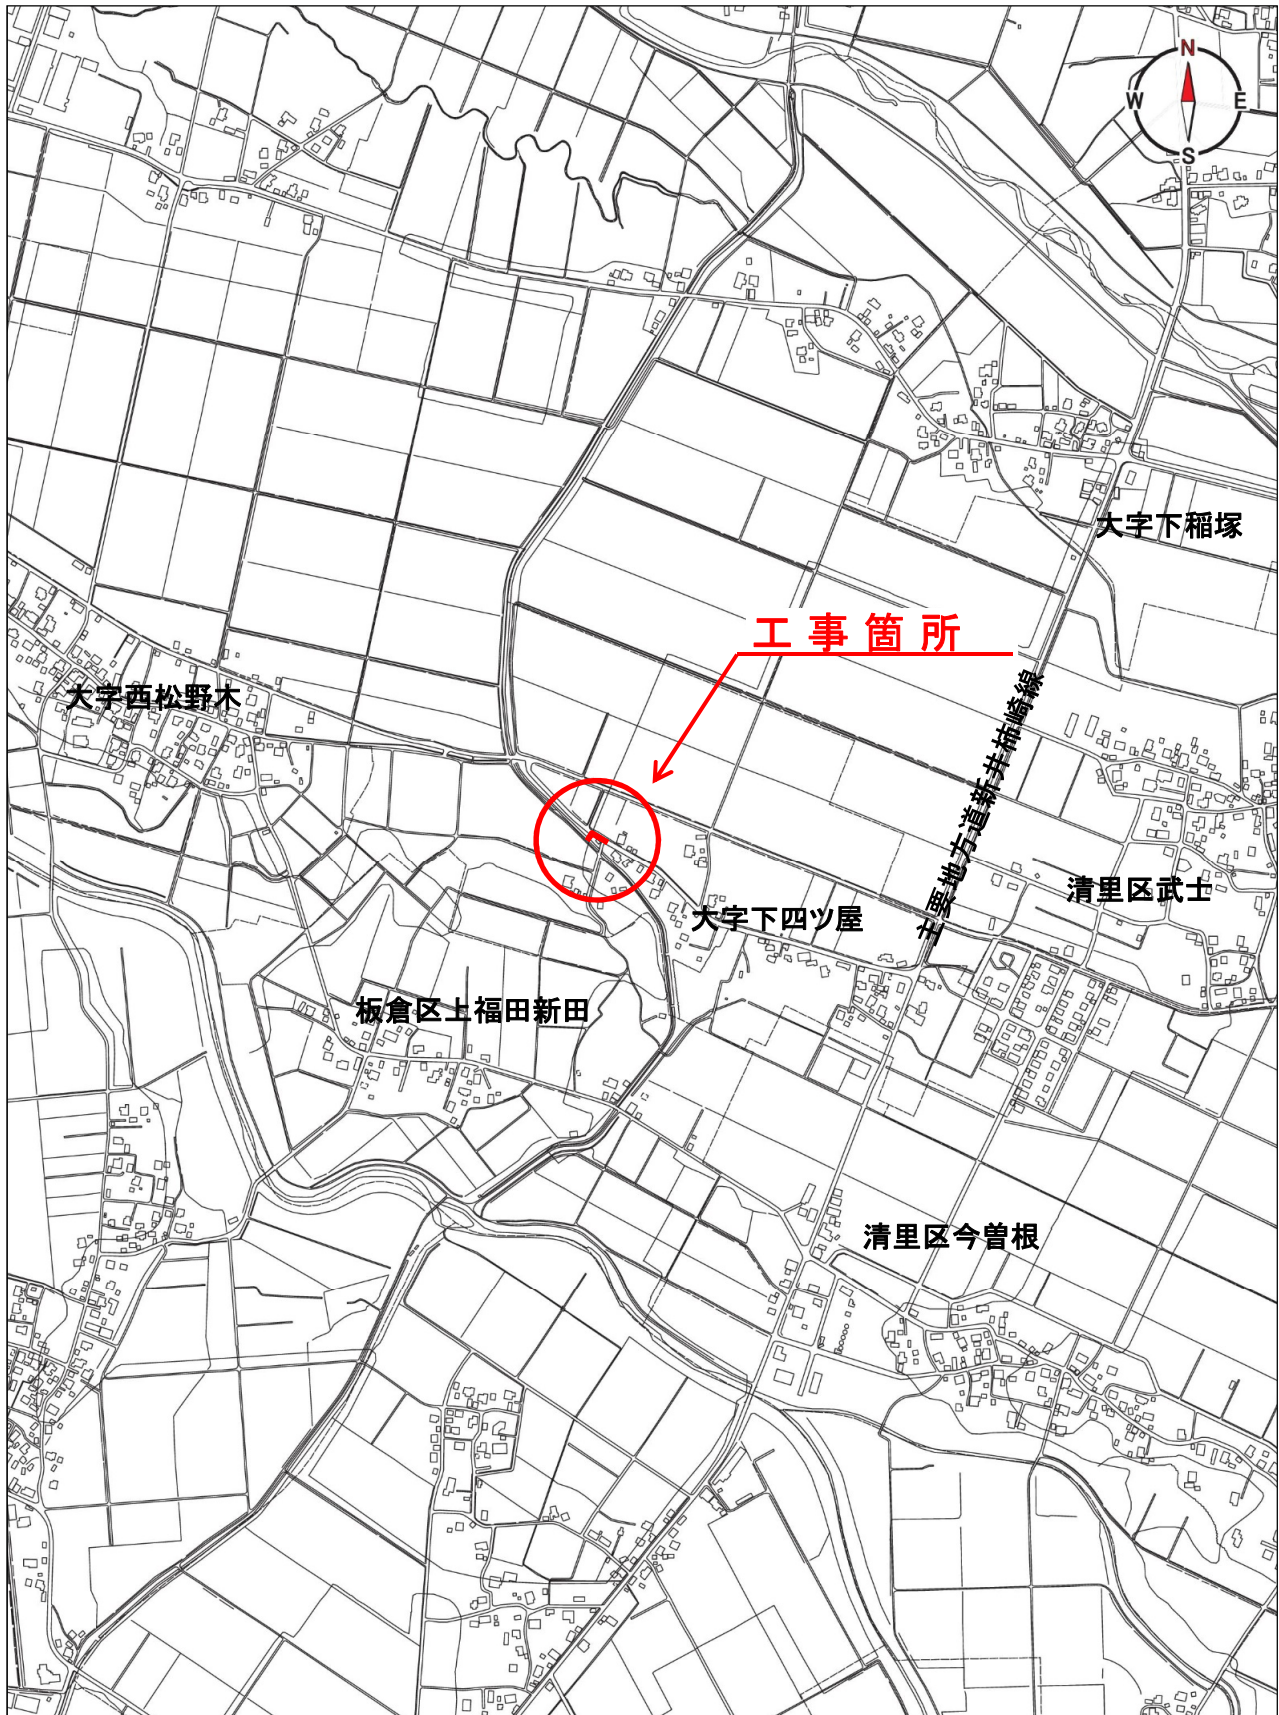 N
W E
S
大字下稲塚
工事箇所
大字西松野木
主要地方道新井柿崎線
清里区武士
大字下四ツ屋
板倉区上福田新田
清里区今曽根